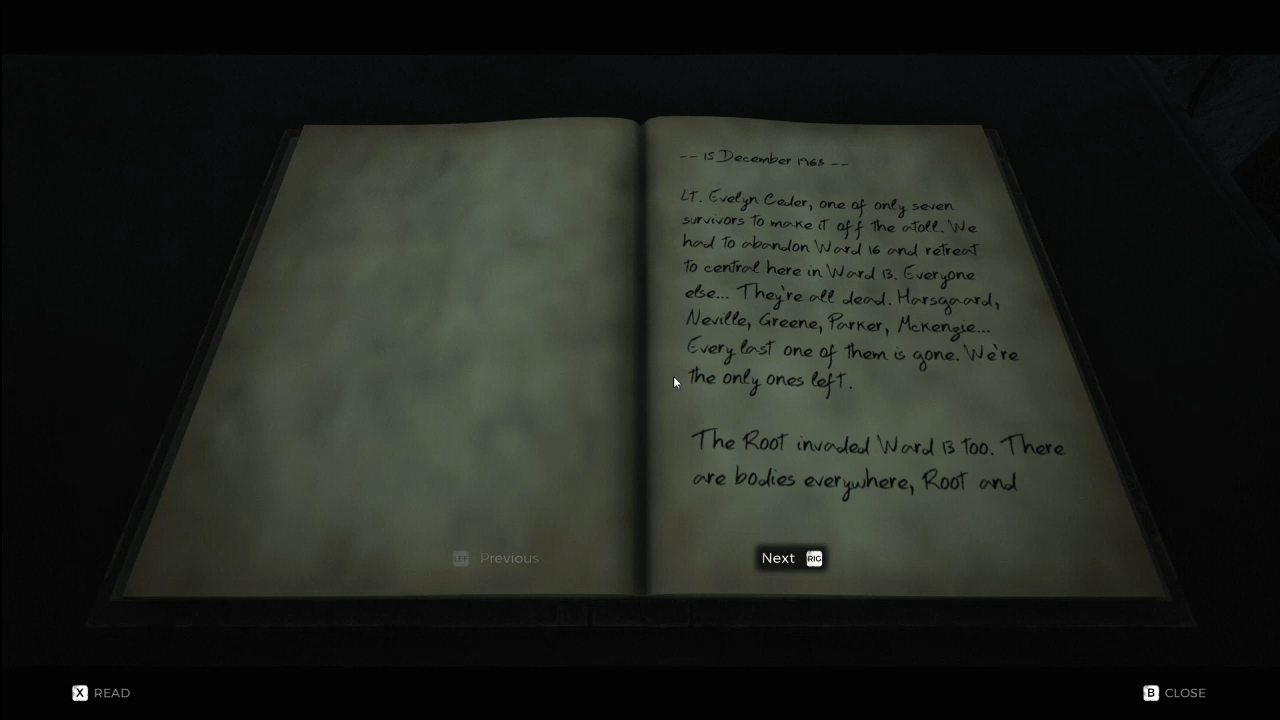 -- 15 December 1968 --
Lt. Evelyn Ceder, one of only seven
survivors to make it off the atoll. We
had to abandon Ward 16 and retreat
to central here in Ward 13. Everyone
else... They're all dead. Harsgaard,
Neville, Greene, Parker, McKenzie...
Every last one of them is gone. We're
the only ones left.
The Root invaded Ward 13 too. There
are bodies everywhere, Root and
Previous
Next RIG
X READ
B CLOSE